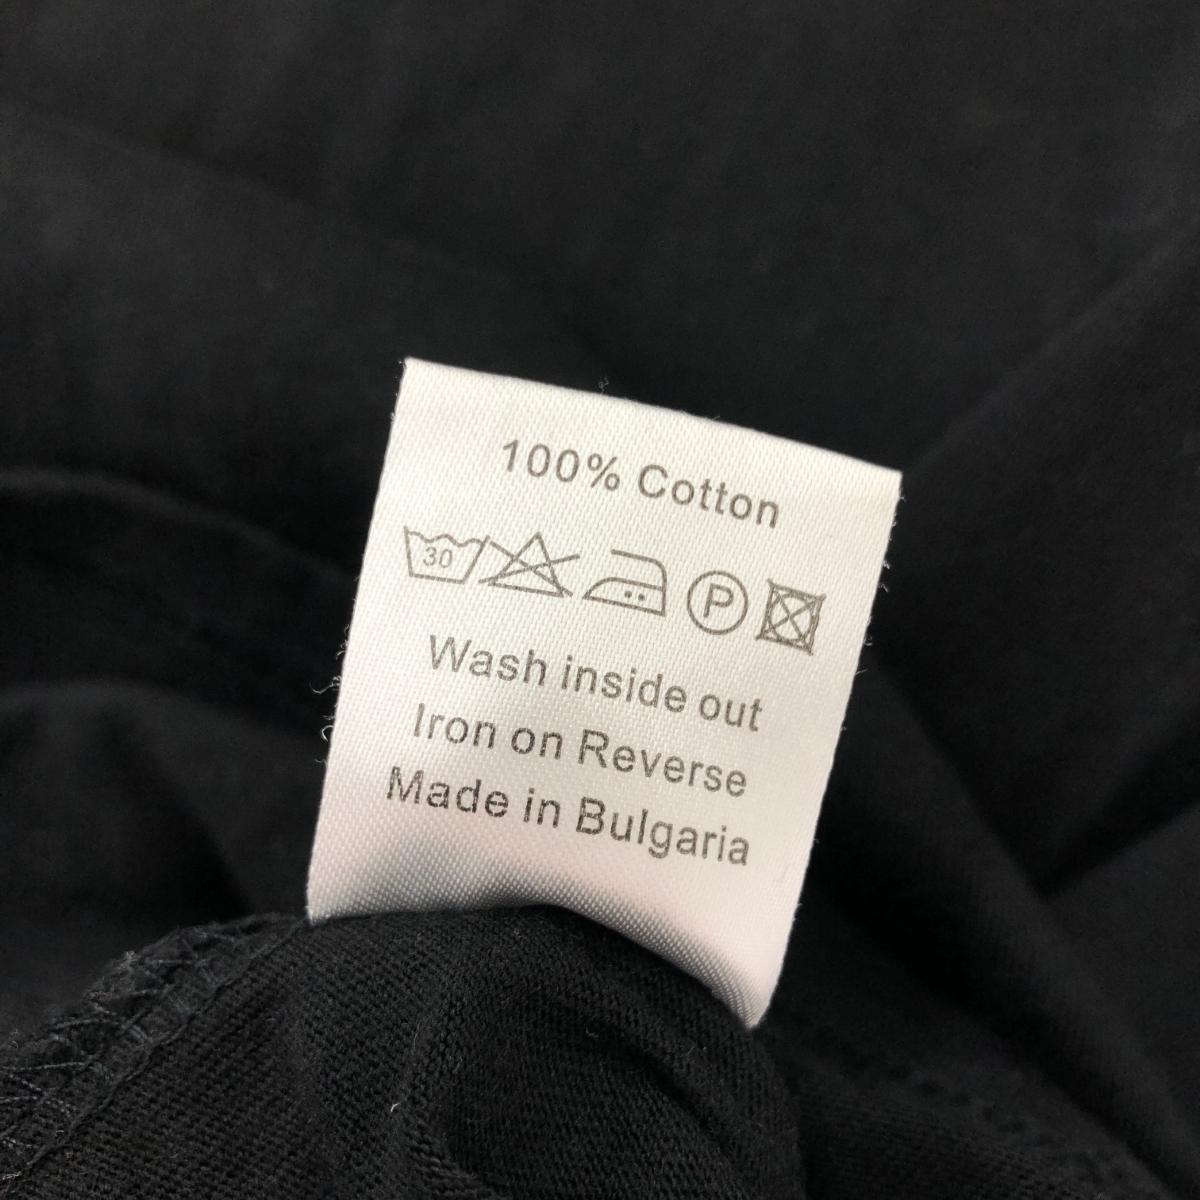 100% Cotton
30 P
Wash inside out
Iron on Reverse
Made in Bulgaria